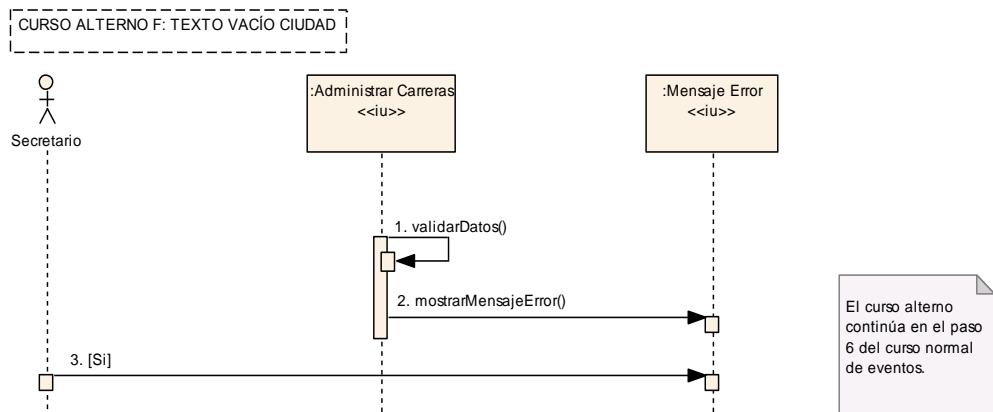 CURSO ALTERNO F: TEXTO VACÍO CIUDAD
Secretario
:Administrar Carreras
<<iu>>
:Mensaje Error
<<iu>>
1. validarDatos()
2. mostrarMensajeError()
3. [Si]
El curso alterno
continúa en el paso
6 del curso normal
de eventos.